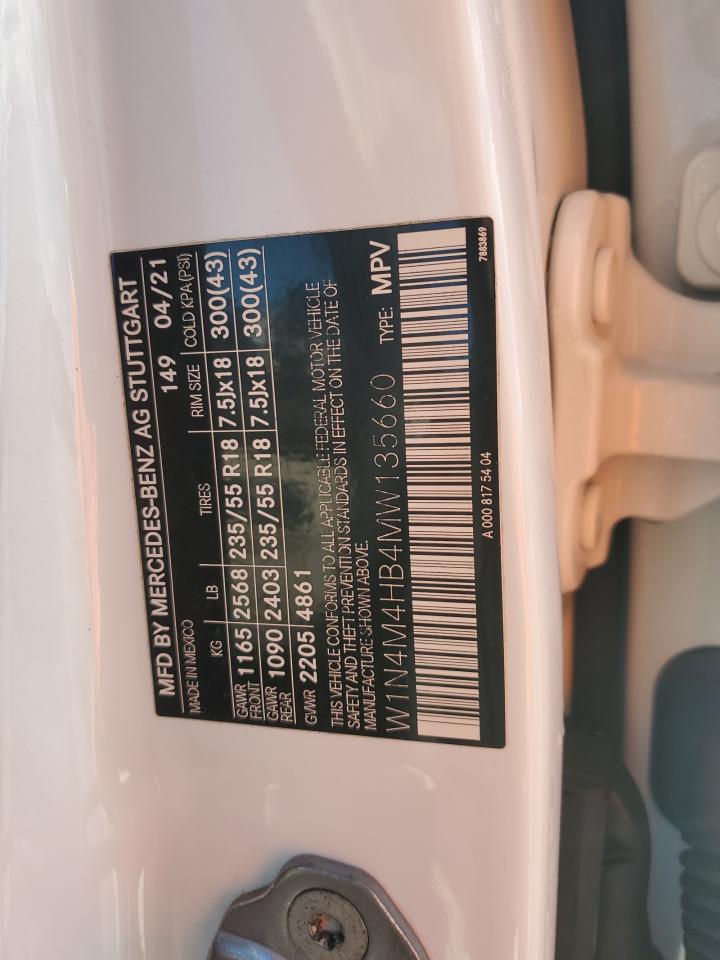 MFD BY MERCEDES-BENZ AG STUTTGART
MADE IN MEXICO 149 04/21
KG LB TIRES RIM SIZE COLD KPA(PSI)
GAWR FRONT 1165 2568 235/55 R18 7.5Jx18 300(43)
GAWR REAR 1090 2403 235/55 R18 7.5Jx18 300(43)
GVWR 2205 4861
THIS VEHICLE CONFORMS TO ALL APPLICABLE FEDERAL MOTOR VEHICLE
SAFETY AND THEFT PREVENTION STANDARDS IN EFFECT ON THE DATE OF
MANUFACTURE SHOWN ABOVE.
W1N4M4HB4MW135660 TYPE: MPV
A 000 817 54 04
7883869